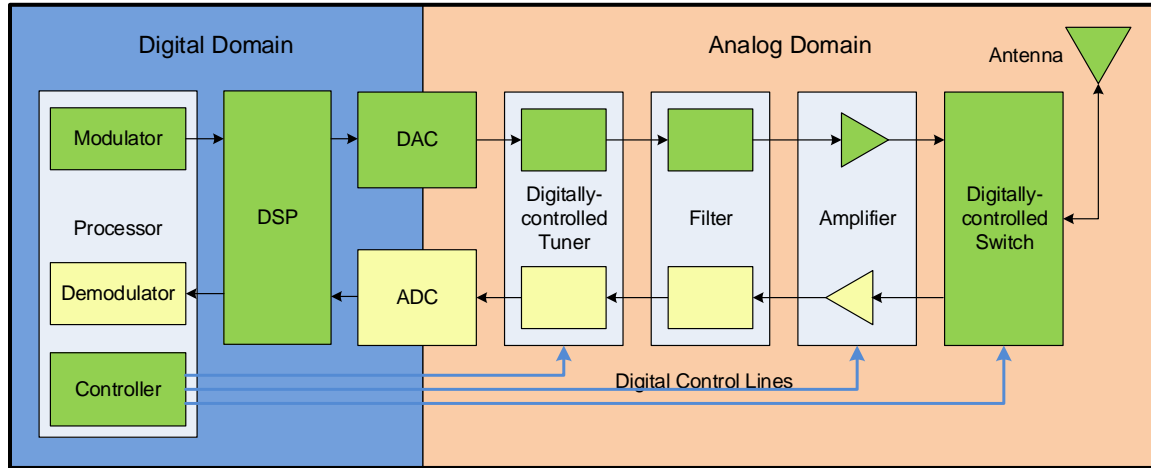 Digital Domain
Analog Domain
Antenna
Modulator
DAC
DSP
Processor
Digitally-
controlled
Tuner
Filter
Amplifier
Digitally-
controlled
Switch
Demodulator
ADC
Controller
Digital Control Lines